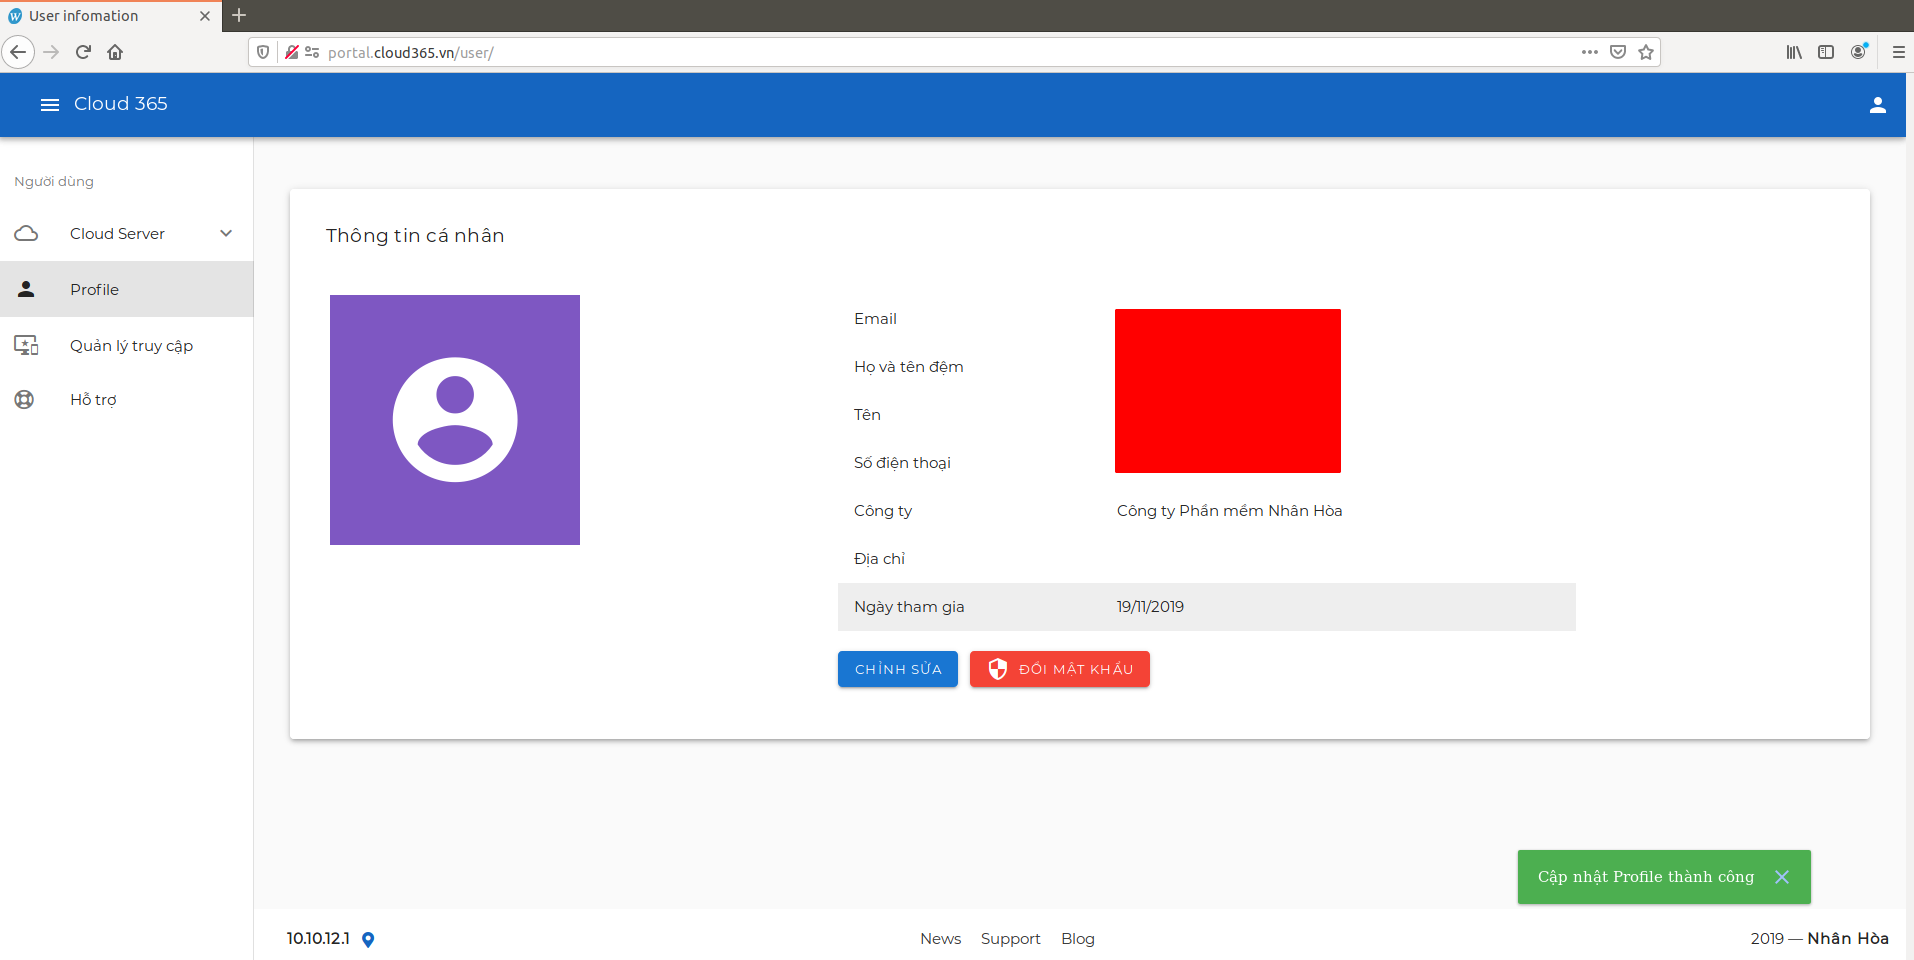 User infomation
portal.cloud365.vn/user/
Cloud 365
Người dùng
Cloud Server
Profile
Quản lý truy cập
Hỗ trợ
Thông tin cá nhân
Email
Họ và tên đệm
Tên
Số điện thoại
Công ty Công ty Phần mềm Nhân Hòa
Địa chỉ
Ngày tham gia 19/11/2019
CHỈNH SỬA ĐỔI MẬT KHẨU
Cập nhật Profile thành công
10.10.12.1 News Support Blog 2019 — Nhân Hòa